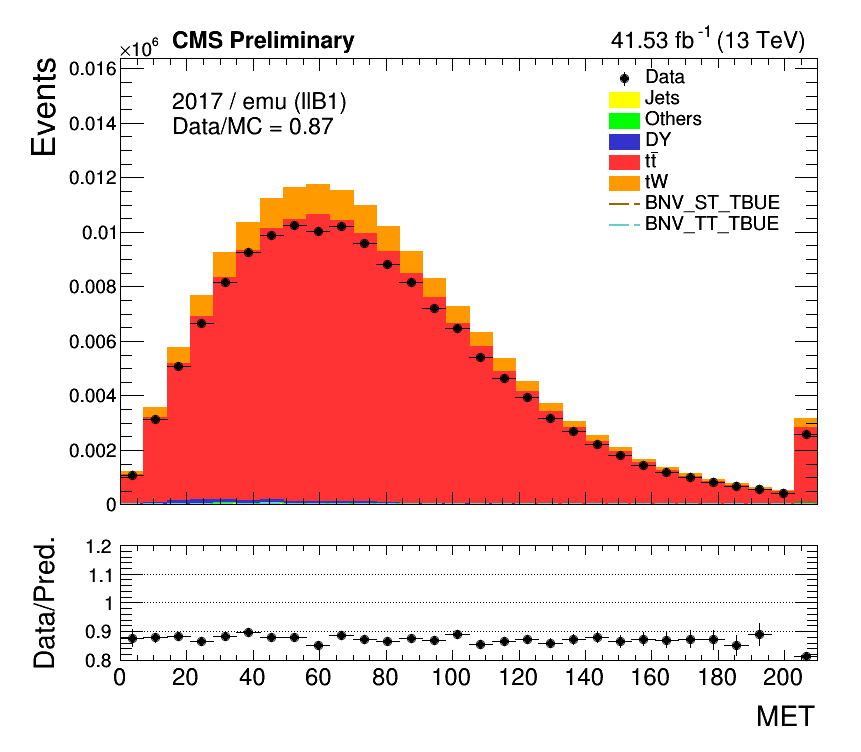 ×10⁶ CMS Preliminary 41.53 fb⁻¹ (13 TeV)
Events
2017 / emu (llB1)
Data/MC = 0.87
Data
Jets
Others
DY
tt̄
tW
BNV_ST_TBUE
BNV_TT_TBUE
0.016
0.014
0.012
0.01
0.008
0.006
0.004
0.002
0
Data/Pred.
1.2
1.1
1
0.9
0.8
0 20 40 60 80 100 120 140 160 180 200
MET